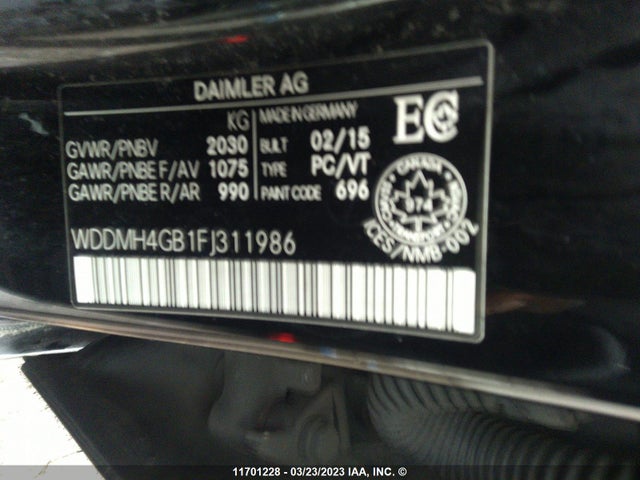 DAIMLER AG
KG
GVWR/PNBV 2030
GAWR/PNBE F/AV 1075
GAWR/PNBE R/AR 990
MADE IN GERMANY
BUILT 02/15
TYPE PC/VT
PAINT CODE 696
EC
CANADA
974
ICES/NMB-002
WDDMH4GB1FJ311986
11701228 - 03/23/2023 IAA, INC. ©